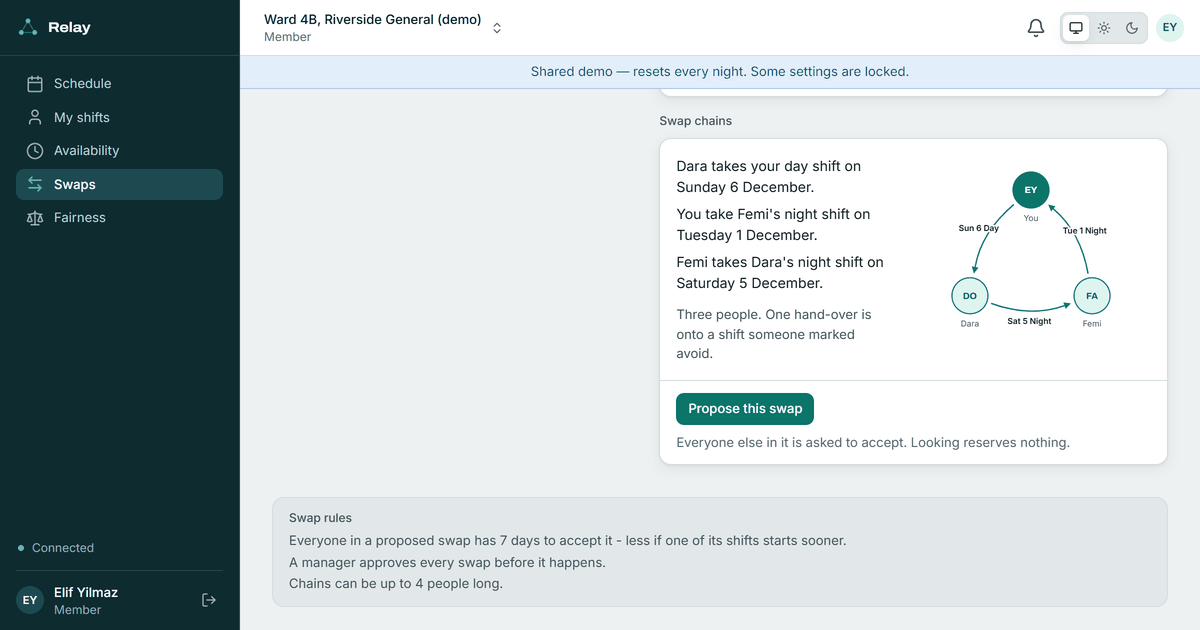 Relay
Ward 4B, Riverside General (demo)
Member
EY
Shared demo — resets every night. Some settings are locked.
Schedule
My shifts
Availability
Swaps
Fairness
Swap chains
Dara takes your day shift on
Sunday 6 December.
You take Femi's night shift on
Tuesday 1 December.
Femi takes Dara's night shift on
Saturday 5 December.
Three people. One hand-over is
onto a shift someone marked
avoid.
EY
You
Sun 6 Day
Tue 1 Night
DO
Dara
Sat 5 Night
FA
Femi
Propose this swap
Everyone else in it is asked to accept. Looking reserves nothing.
Swap rules
Everyone in a proposed swap has 7 days to accept it - less if one of its shifts starts sooner.
A manager approves every swap before it happens.
Chains can be up to 4 people long.
Connected
EY
Elif Yilmaz
Member